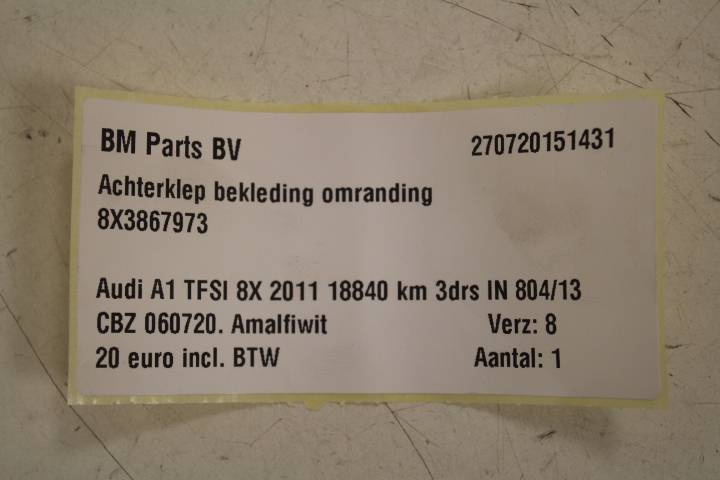 BM Parts BV 270720151431
Achterklep bekleding omranding
8X3867973
Audi A1 TFSI 8X 2011 18840 km 3drs IN 804/13
CBZ 060720. Amalfiwit Verz: 8
20 euro incl. BTW Aantal: 1